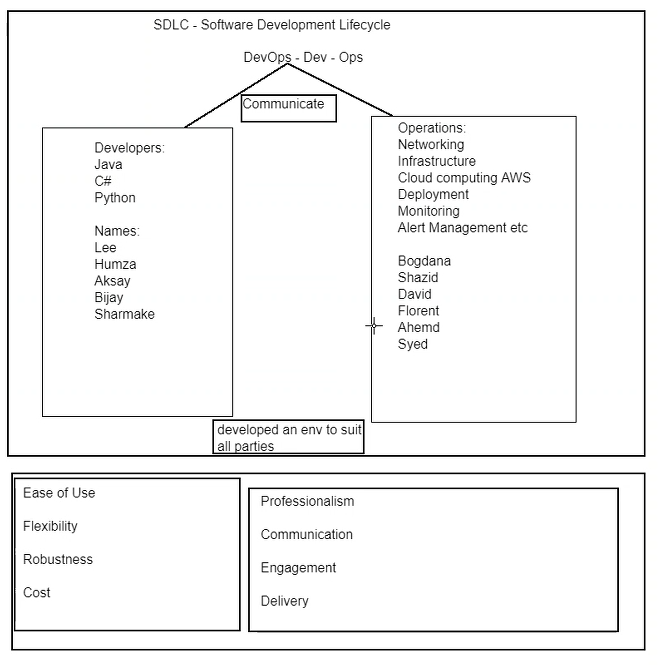 SDLC - Software Development Lifecycle
DevOps - Dev - Ops
Communicate
Developers:
Java
C#
Python
Names:
Lee
Humza
Aksay
Bijay
Sharmake
Operations:
Networking
Infrastructure
Cloud computing AWS
Deployment
Monitoring
Alert Management etc
Bogdana
Shazid
David
Florent
Ahemd
Syed
developed an env to suit
all parties
Ease of Use
Flexibility
Robustness
Cost
Professionalism
Communication
Engagement
Delivery